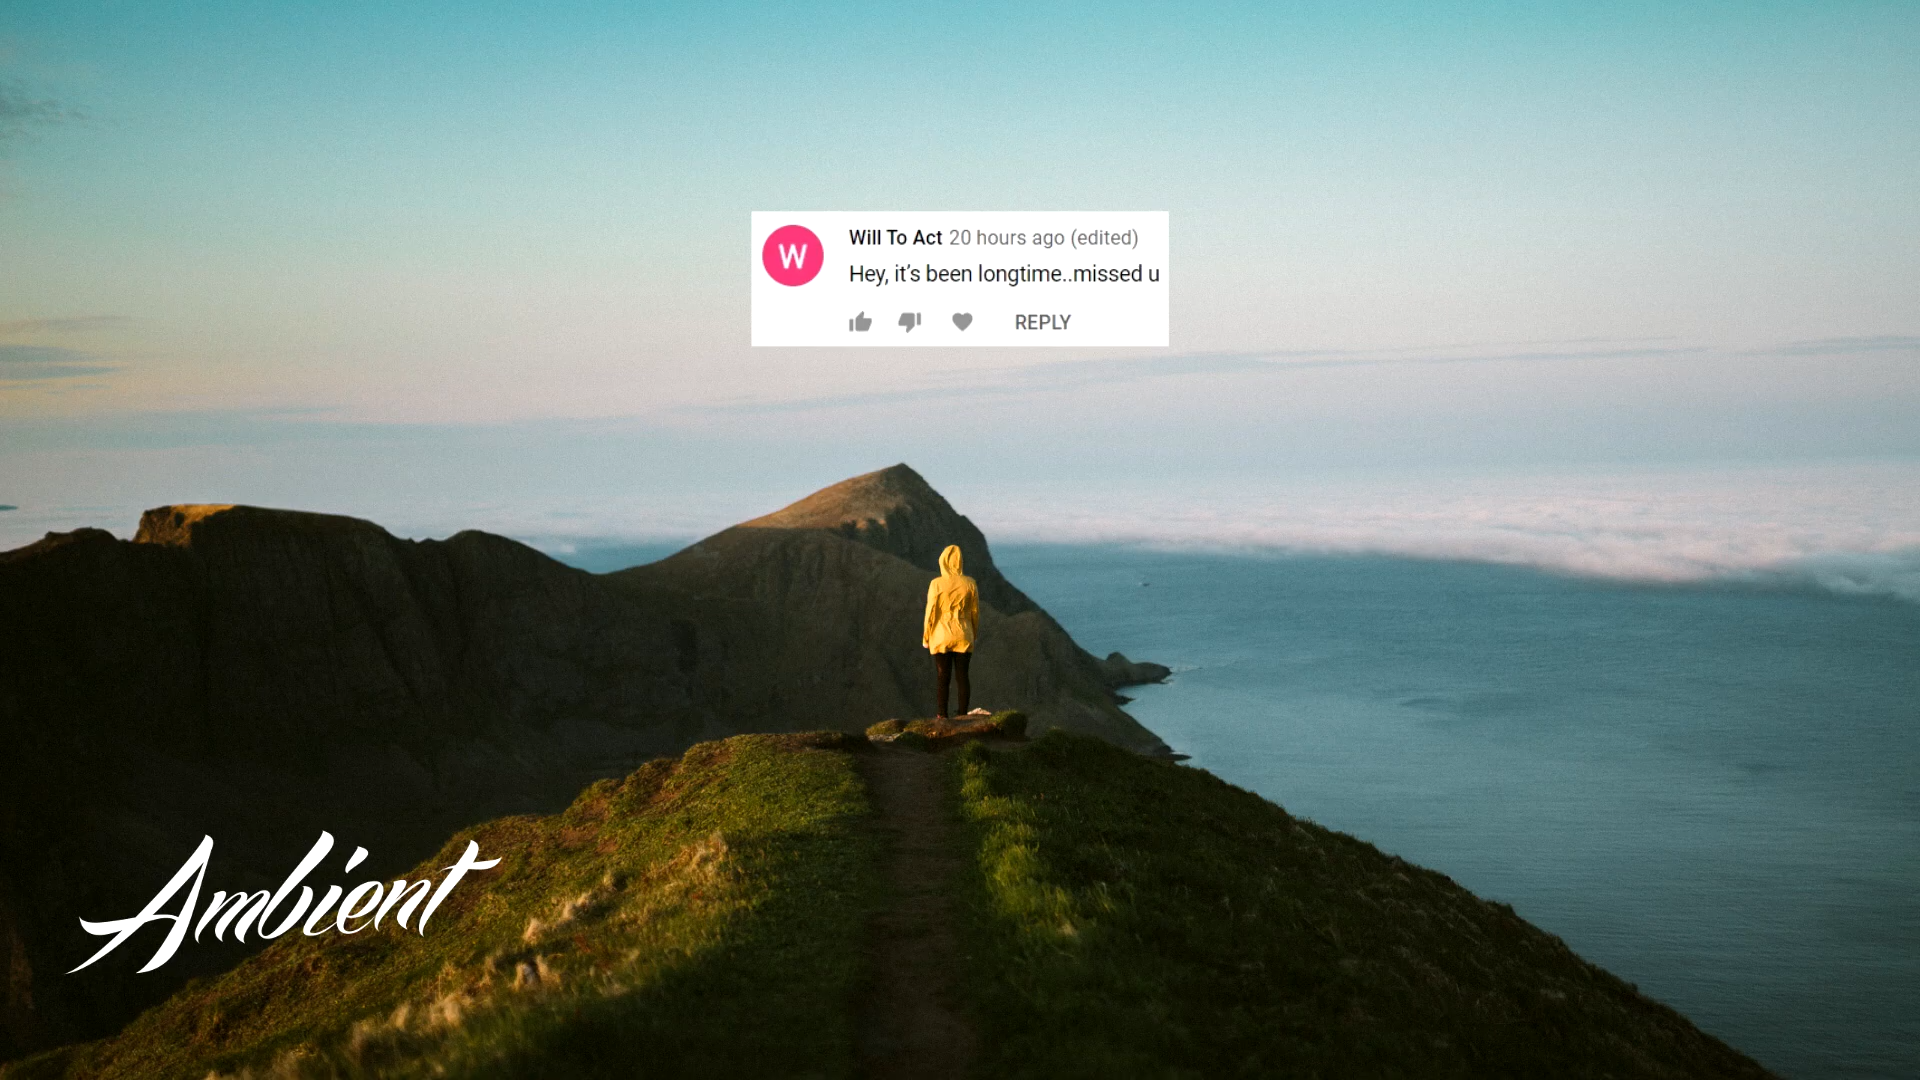 W
Will To Act 20 hours ago (edited)
Hey, it's been longtime..missed u
REPLY
Ambient